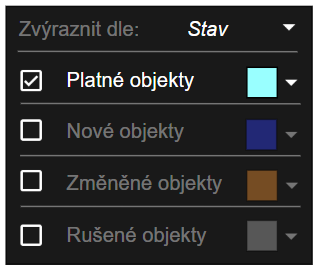 Zvýraznit dle: Stav
Platné objekty
Nové objekty
Změněné objekty
Rušené objekty